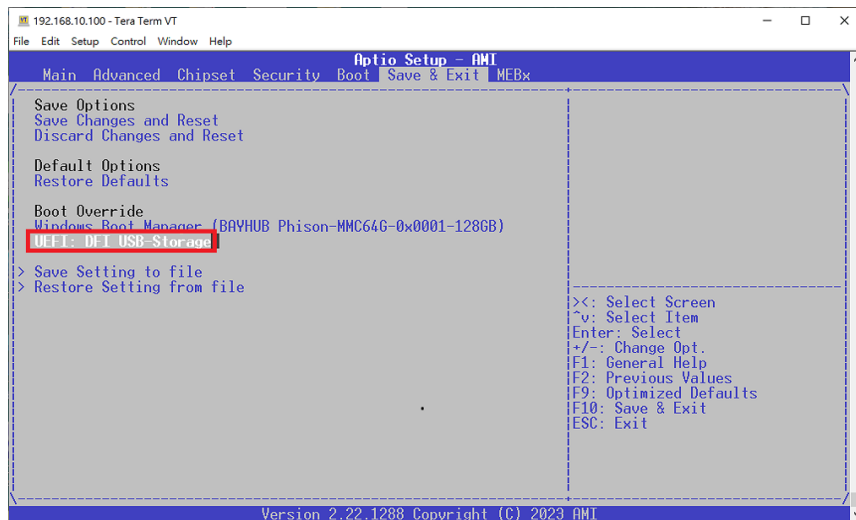 192.168.10.100 - Tera Term VT
File Edit Setup Control Window Help
Aptio Setup - AMI
Main Advanced Chipset Security Boot Save & Exit MEBx
Save Options
Save Changes and Reset
Discard Changes and Reset
Default Options
Restore Defaults
Boot Override
Windows Boot Manager (BAYHUB Phison-MMC64G-0x0001-128GB)
UEFI: DFI USB-Storage
> Save Setting to file
> Restore Setting from file
><: Select Screen
^v: Select Item
Enter: Select
+/-: Change Opt.
F1: General Help
F2: Previous Values
F9: Optimized Defaults
F10: Save & Exit
ESC: Exit
Version 2.22.1288 Copyright (C) 2023 AMI